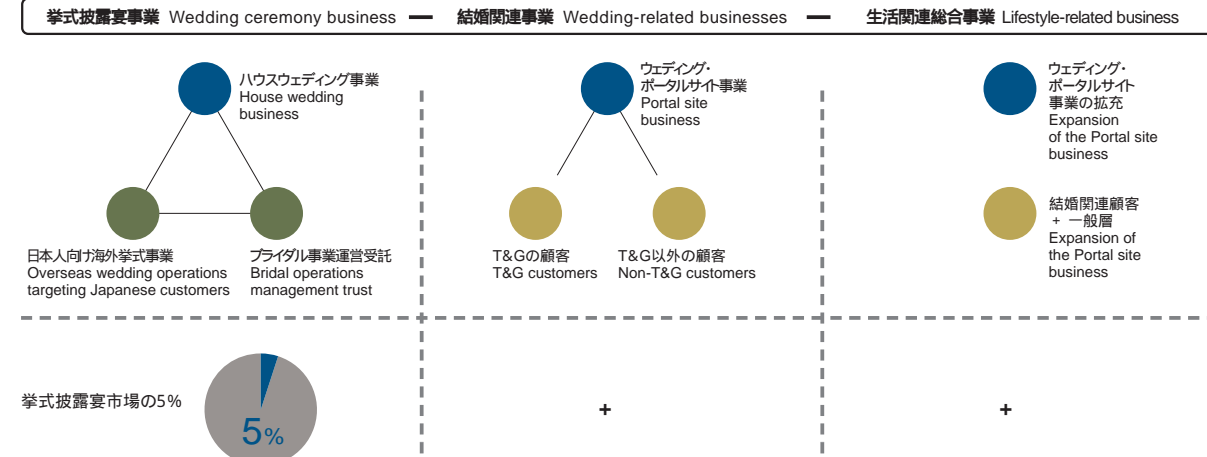 挙式披露宴事業 Wedding ceremony business ー 結婚関連事業 Wedding-related businesses ー 生活関連総合事業 Lifestyle-related business
ハウスウェディング事業
House wedding
business
日本人向け海外挙式事業
Overseas wedding operations
targeting Japanese customers
ブライダル事業運営受託
Bridal operations
management trust
ウェディング・
ポータルサイト事業
Portal site
business
T&Gの顧客
T&G customers
T&G以外の顧客
Non-T&G customers
ウェディング・
ポータルサイト
事業の拡充
Expansion
of the Portal site
business
結婚関連顧客
+ 一般層
Expansion of
the Portal site
business
挙式披露宴市場の5%
5%
+
+